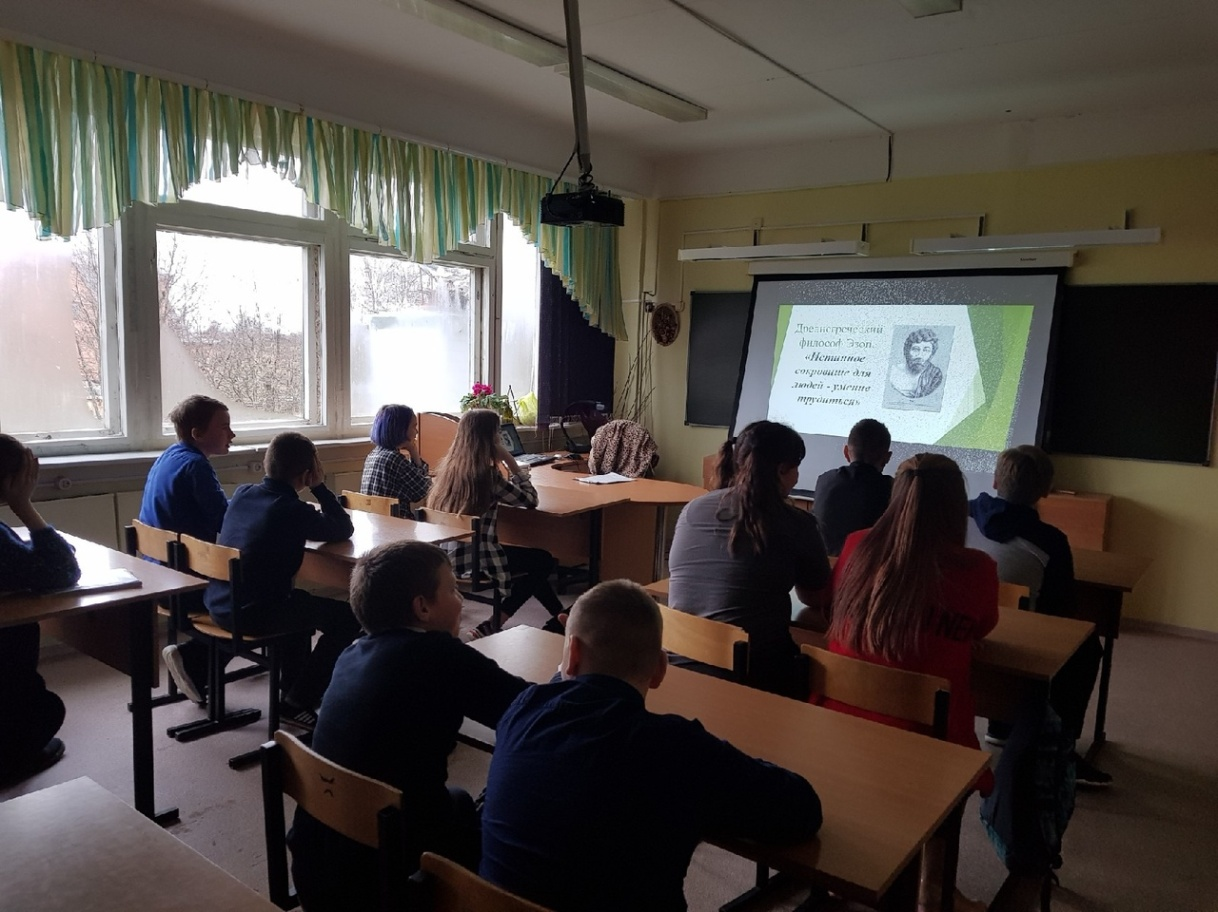 Древнегреческий
философ Эзоп.
«Истинное
сокровище для
людей - умение
трудиться»